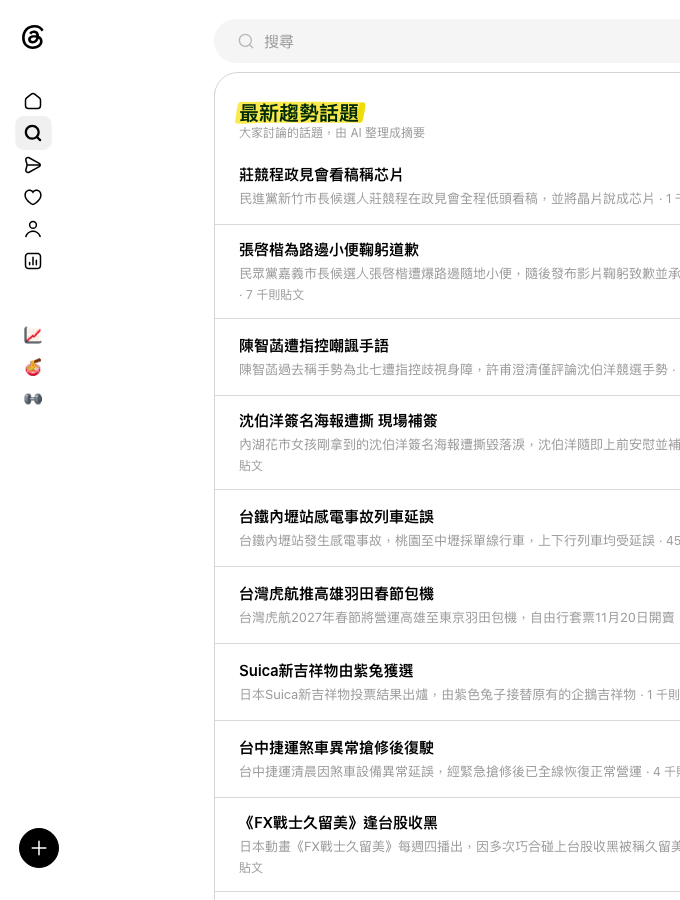 搜尋
最新趨勢話題
大家討論的話題，由 AI 整理成摘要
莊競程政見會看稿稱芯片
民進黨新竹市長候選人莊競程在政見會全程低頭看稿，並將晶片說成芯片 · 1 千
張啓楷為路邊小便鞠躬道歉
民眾黨嘉義市長候選人張啓楷遭爆路邊隨地小便，隨後發布影片鞠躬致歉並承
· 7 千則貼文
陳智菡遭指控嘲諷手語
陳智菡過去稱手勢為北七遭指控歧視身障，許甫澄清僅評論沈伯洋競選手勢 ·
沈伯洋簽名海報遭撕 現場補簽
內湖花市女孩剛拿到的沈伯洋簽名海報遭撕毀落淚，沈伯洋隨即上前安慰並補
貼文
台鐵內壢站感電事故列車延誤
台鐵內壢站發生感電事故，桃園至中壢採單線行車，上下行列車均受延誤 · 45
台灣虎航推高雄羽田春節包機
台灣虎航2027年春節將營運高雄至東京羽田包機，自由行套票11月20日開賣
Suica新吉祥物由紫兔獲選
日本Suica新吉祥物投票結果出爐，由紫色兔子接替原有的企鵝吉祥物 · 1 千則
台中捷運煞車異常搶修後復駛
台中捷運清晨因煞車設備異常延誤，經緊急搶修後已全線恢復正常營運 · 4 千
《FX戰士久留美》逢台股收黑
日本動畫《FX戰士久留美》每週四播出，因多次巧合碰上台股收黑被稱久留美
貼文